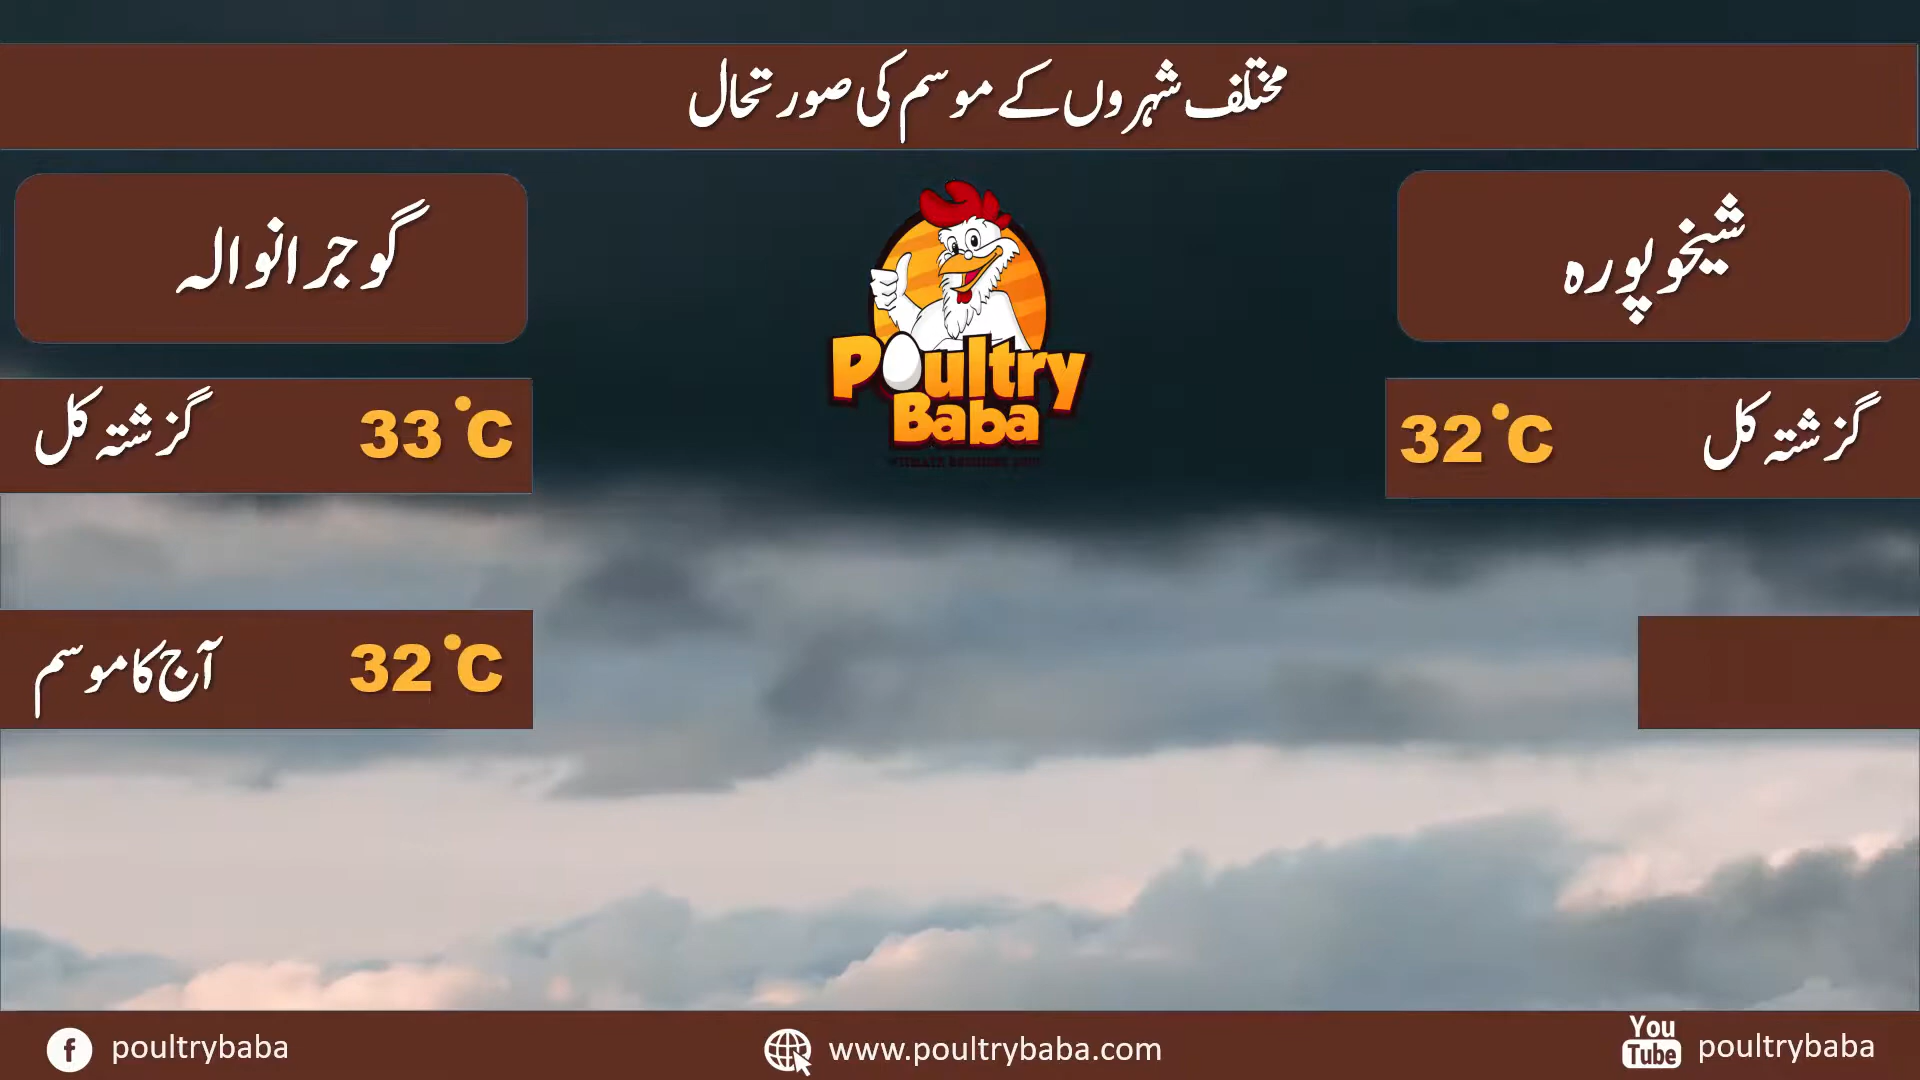 مختلف شہروں کے موسم کی صورتحال
شیخوپورہ
گوجرانوالہ
Poultry
Baba
گزشتہ کل 32°C
گزشتہ کل 33°C
آج کا موسم 32°C
poultrybaba
www.poultrybaba.com
You
Tube
poultrybaba